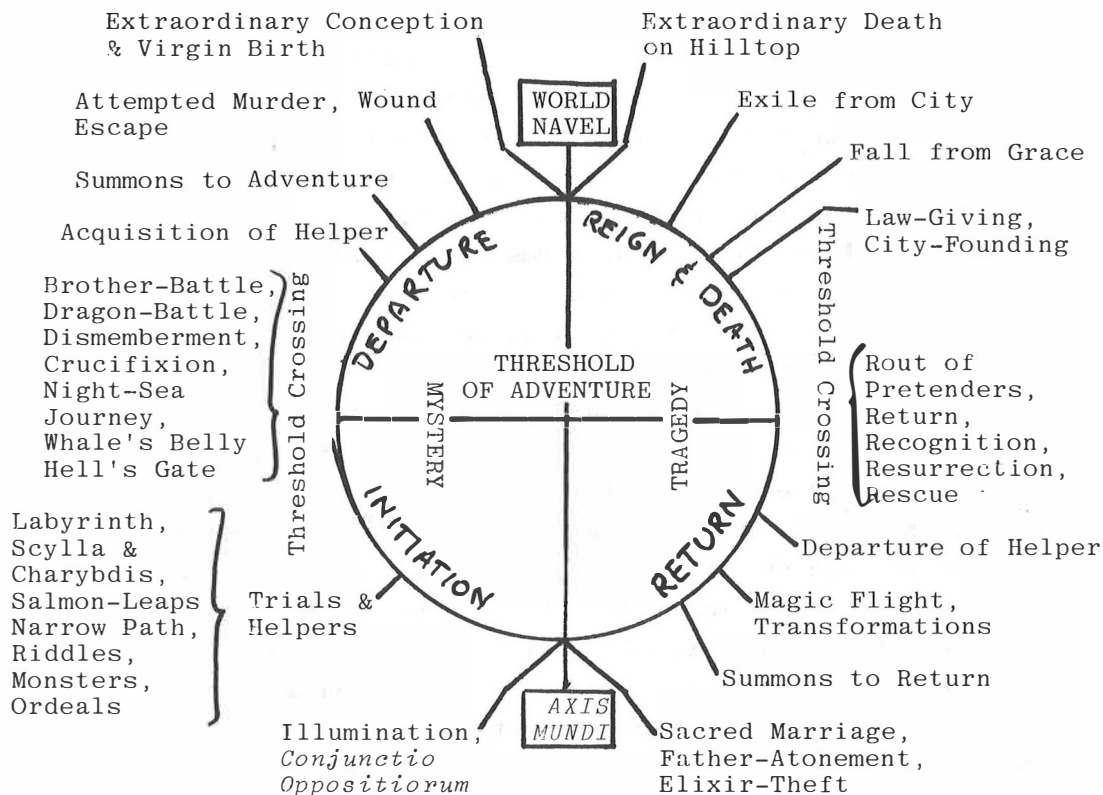 Extraordinary Conception
& Virgin Birth
Extraordinary Death
on Hilltop
WORLD
NAVEL
Attempted Murder, Wound
Escape
Exile from City
Summons to Adventure
Fall from Grace
Acquisition of Helper
Law-Giving,
City-Founding
DEPARTURE
REIGN & DEATH
Brother-Battle,
Dragon-Battle,
Dismemberment,
Crucifixion,
Night-Sea
Journey,
Whale's Belly
Hell's Gate
Threshold Crossing
THRESHOLD
OF ADVENTURE
MYSTERY
TRAGEDY
Threshold Crossing
Rout of
Pretenders,
Return,
Recognition,
Resurrection,
Rescue
INITIATION
RETURN
Labyrinth,
Scylla &
Charybdis,
Salmon-Leaps
Narrow Path,
Riddles,
Monsters,
Ordeals
Trials &
Helpers
Departure of Helper
Magic Flight,
Transformations
Summons to Return
AXIS
MUNDI
Illumination,
Conjunctio
Oppositiorum
Sacred Marriage,
Father-Atonement,
Elixir-Theft